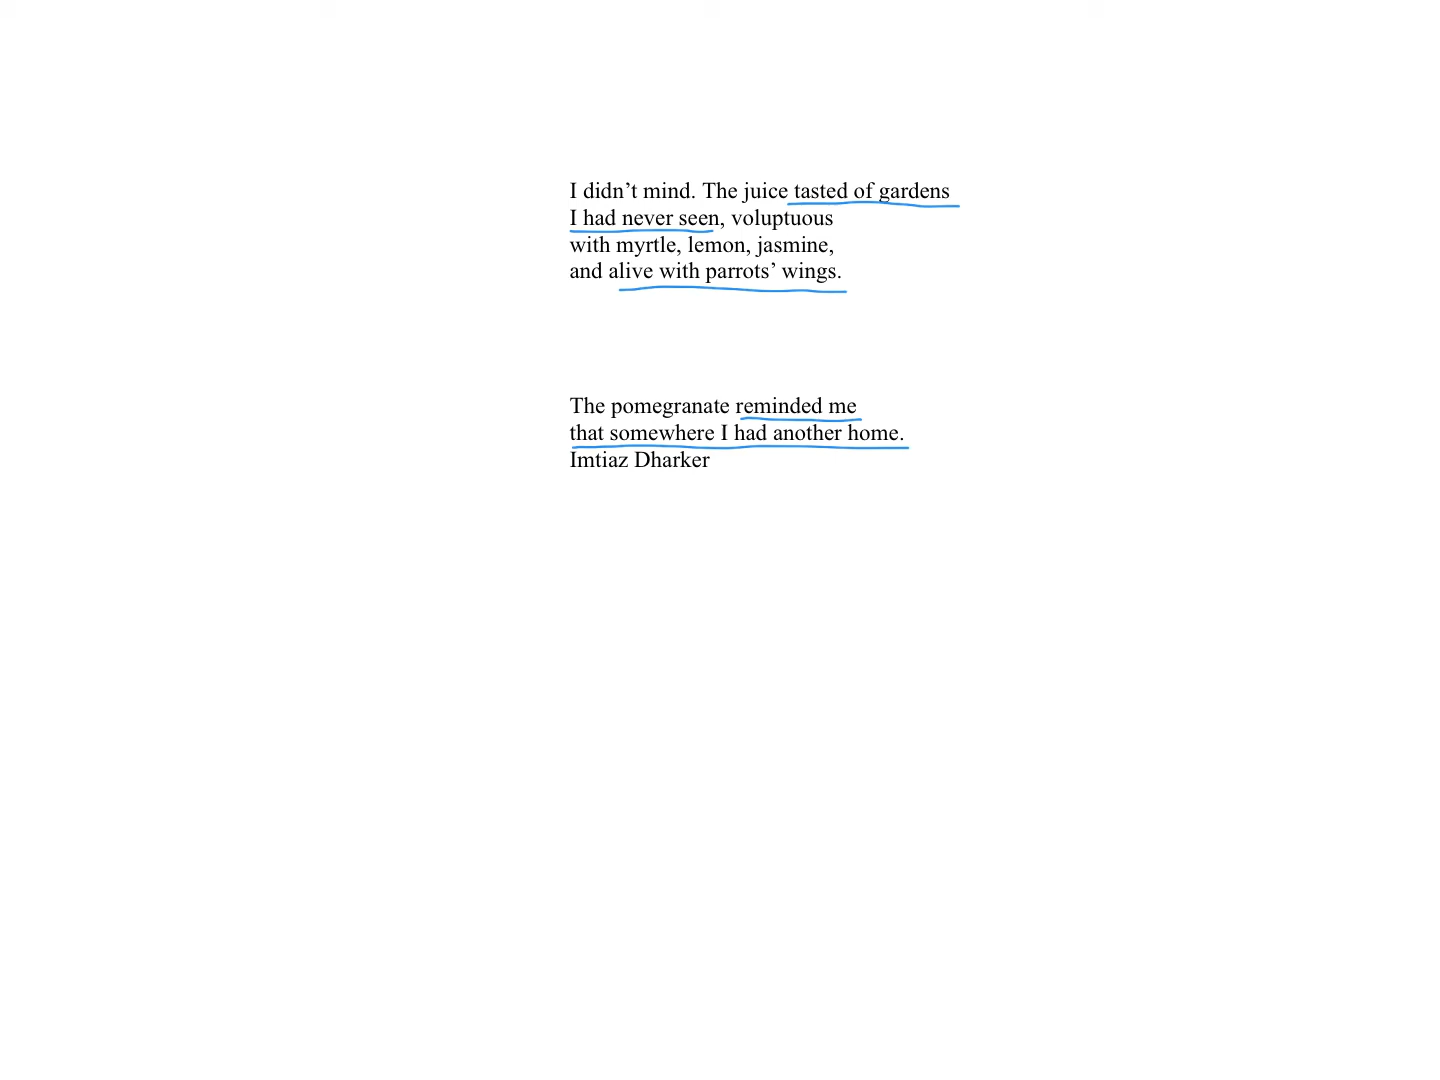 I didn’t mind. The juice tasted of gardens
I had never seen, voluptuous
with myrtle, lemon, jasmine,
and alive with parrots’ wings.
The pomegranate reminded me
that somewhere I had another home.
Imtiaz Dharker